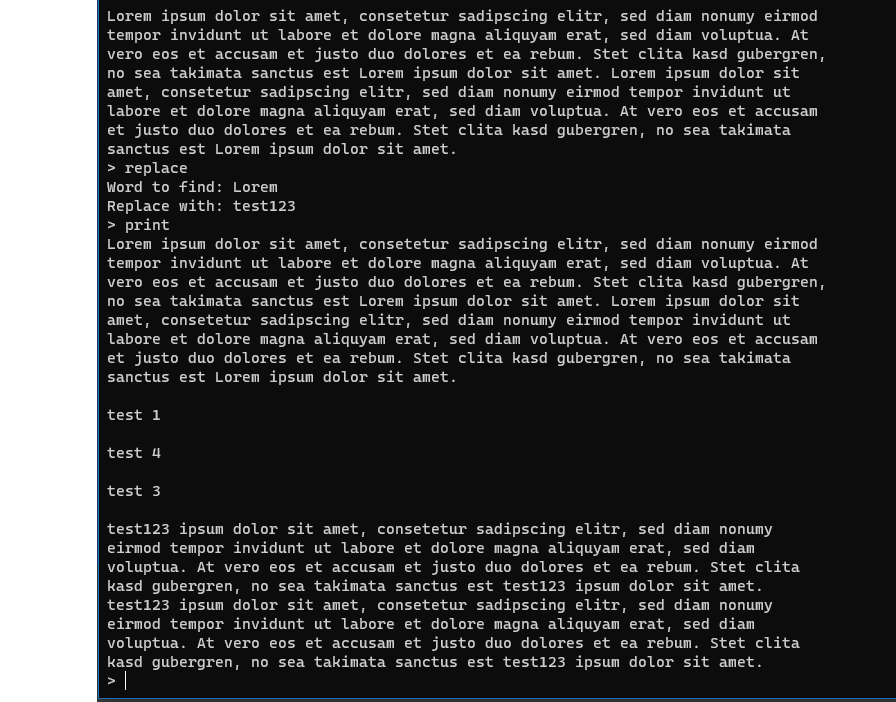 Lorem ipsum dolor sit amet, consetetur sadipscing elitr, sed diam nonumy eirmod
tempor invidunt ut labore et dolore magna aliquyam erat, sed diam voluptua. At
vero eos et accusam et justo duo dolores et ea rebum. Stet clita kasd gubergren,
no sea takimata sanctus est Lorem ipsum dolor sit amet. Lorem ipsum dolor sit
amet, consetetur sadipscing elitr, sed diam nonumy eirmod tempor invidunt ut
labore et dolore magna aliquyam erat, sed diam voluptua. At vero eos et accusam
et justo duo dolores et ea rebum. Stet clita kasd gubergren, no sea takimata
sanctus est Lorem ipsum dolor sit amet.
> replace
Word to find: Lorem
Replace with: test123
> print
Lorem ipsum dolor sit amet, consetetur sadipscing elitr, sed diam nonumy eirmod
tempor invidunt ut labore et dolore magna aliquyam erat, sed diam voluptua. At
vero eos et accusam et justo duo dolores et ea rebum. Stet clita kasd gubergren,
no sea takimata sanctus est Lorem ipsum dolor sit amet. Lorem ipsum dolor sit
amet, consetetur sadipscing elitr, sed diam nonumy eirmod tempor invidunt ut
labore et dolore magna aliquyam erat, sed diam voluptua. At vero eos et accusam
et justo duo dolores et ea rebum. Stet clita kasd gubergren, no sea takimata
sanctus est Lorem ipsum dolor sit amet.

test 1

test 4

test 3

test123 ipsum dolor sit amet, consetetur sadipscing elitr, sed diam nonumy
eirmod tempor invidunt ut labore et dolore magna aliquyam erat, sed diam
voluptua. At vero eos et accusam et justo duo dolores et ea rebum. Stet clita
kasd gubergren, no sea takimata sanctus est test123 ipsum dolor sit amet.
test123 ipsum dolor sit amet, consetetur sadipscing elitr, sed diam nonumy
eirmod tempor invidunt ut labore et dolore magna aliquyam erat, sed diam
voluptua. At vero eos et accusam et justo duo dolores et ea rebum. Stet clita
kasd gubergren, no sea takimata sanctus est test123 ipsum dolor sit amet.
>